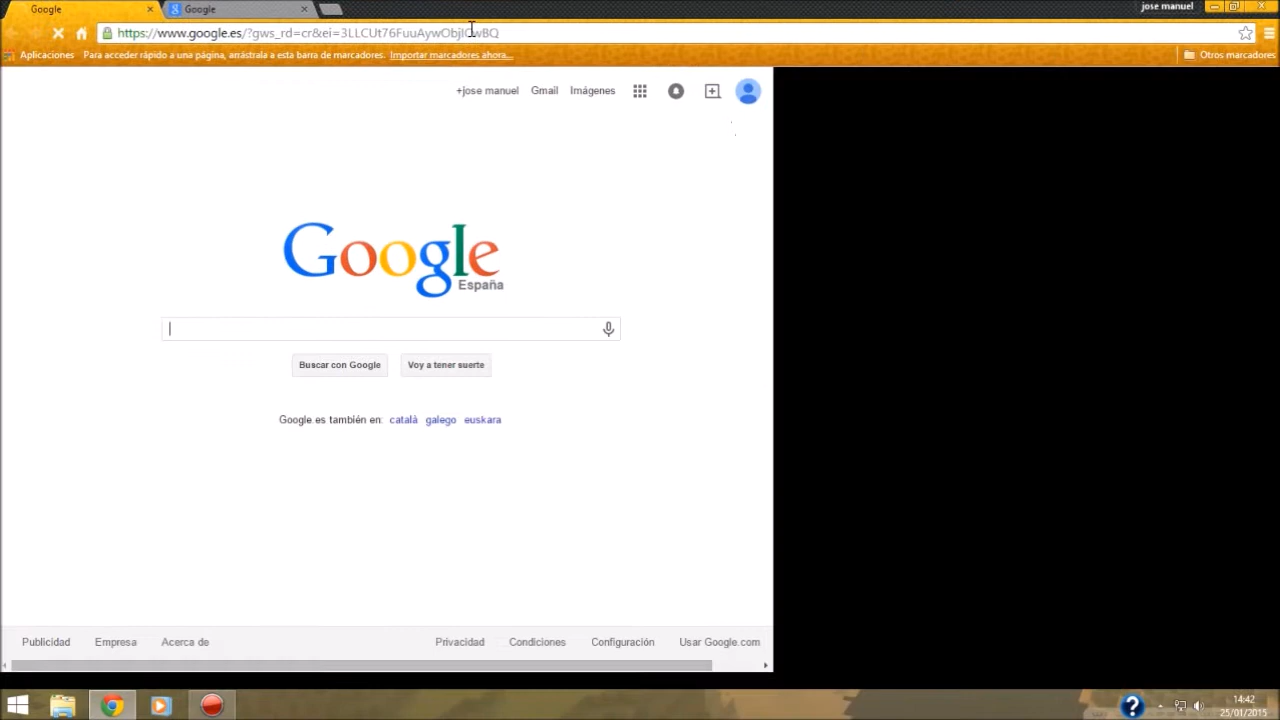 Google
Google
jose manuel
https://www.google.es/?gws_rd=cr&ei=3LLCUt76FuuAywObjIQwBQ
Aplicaciones
Para acceder rápido a una página, arrástrala a esta barra de marcadores.
Importar marcadores ahora...
Otros marcadores
+jose manuel
Gmail
Imágenes
Google
España
Buscar con Google
Voy a tener suerte
Google.es también en: català galego euskara
Publicidad
Empresa
Acerca de
Privacidad
Condiciones
Configuración
Usar Google.com
14:42
25/01/2015